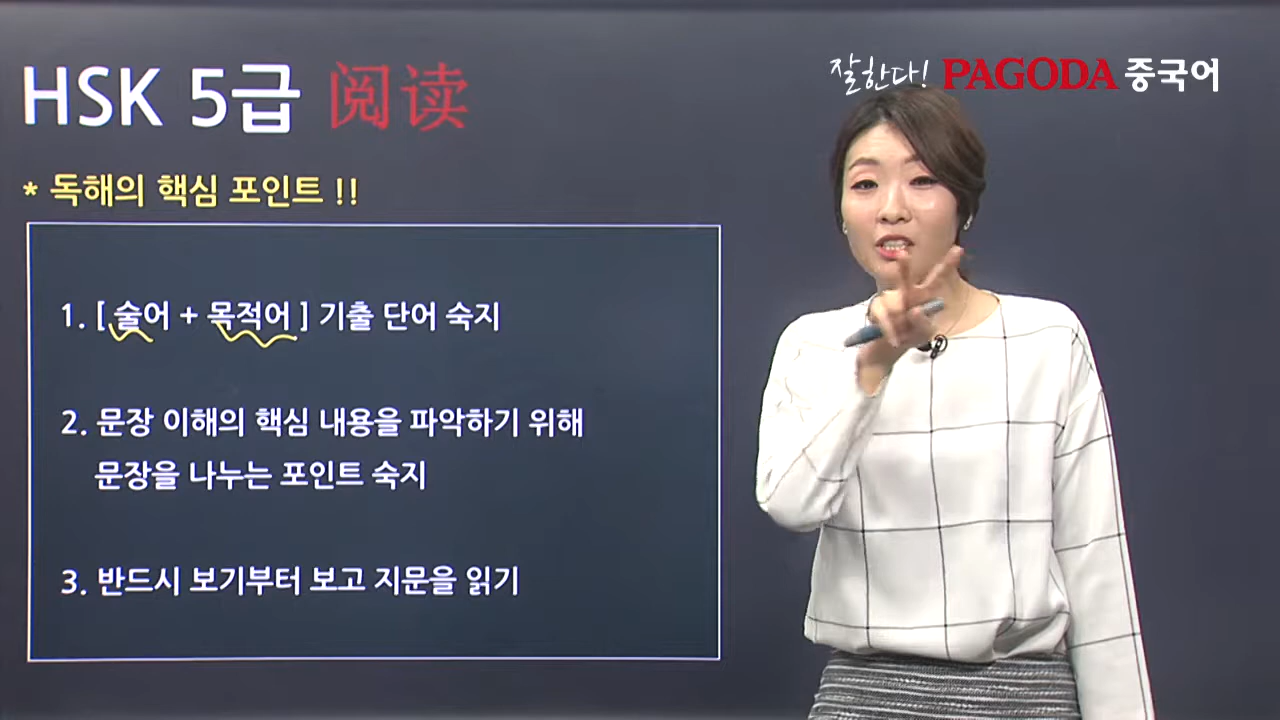 잘한다! PAGODA 중국어
HSK 5급 阅读
* 독해의 핵심 포인트 !!
1. [ 술어 + 목적어 ] 기출 단어 숙지
2. 문장 이해의 핵심 내용을 파악하기 위해
문장을 나누는 포인트 숙지
3. 반드시 보기부터 보고 지문을 읽기